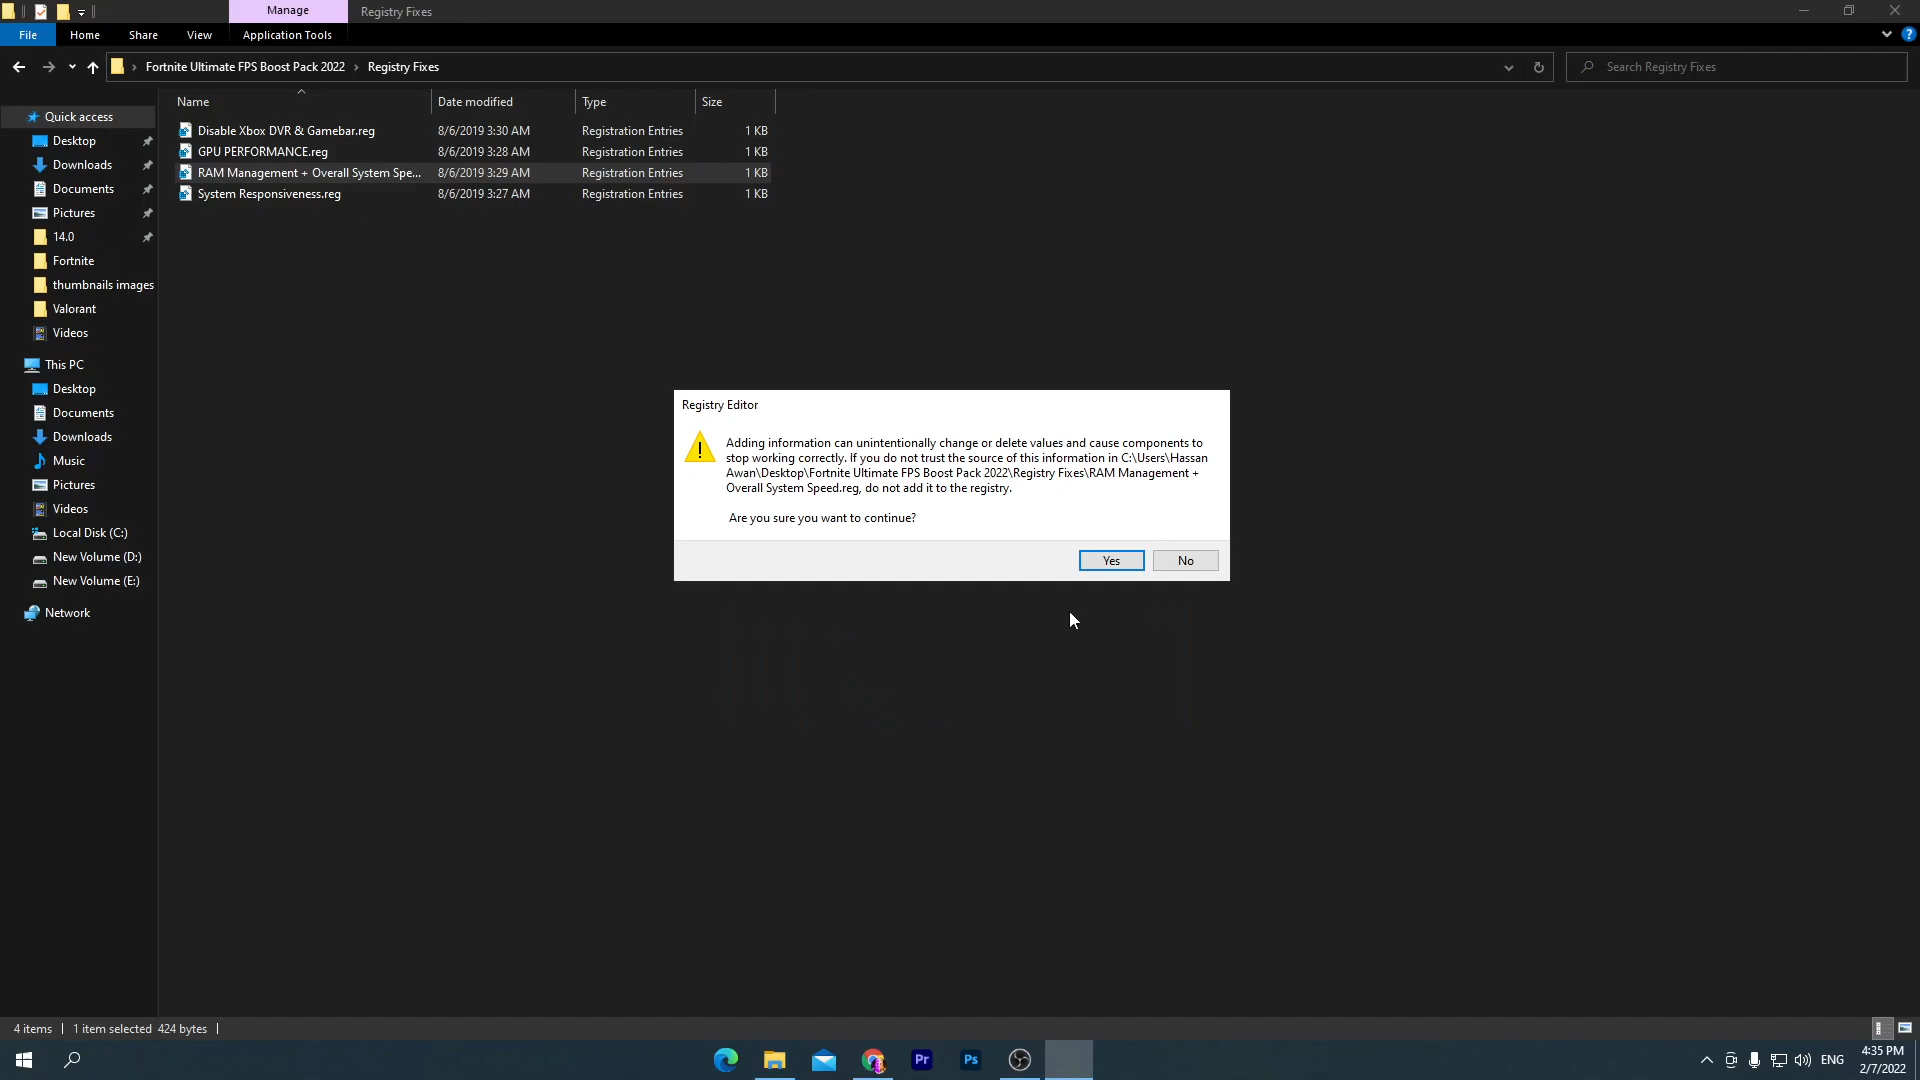 Manage
Registry Fixes
File
Home
Share
View
Application Tools
?
Fortnite Ultimate FPS Boost Pack 2022
Registry Fixes
Search Registry Fixes
Name
Date modified
Type
Size
Disable Xbox DVR & Gamebar.reg
8/6/2019 3:30 AM
Registration Entries
1 KB
GPU PERFORMANCE.reg
8/6/2019 3:28 AM
Registration Entries
1 KB
RAM Management + Overall System Spe...
8/6/2019 3:29 AM
Registration Entries
1 KB
System Responsiveness.reg
8/6/2019 3:27 AM
Registration Entries
1 KB
Quick access
Desktop
Downloads
Documents
Pictures
14.0
Fortnite
thumbnails images
Valorant
Videos
This PC
Desktop
Documents
Downloads
Music
Pictures
Videos
Local Disk (C:)
New Volume (D:)
New Volume (E:)
Network
Registry Editor
Adding information can unintentionally change or delete values and cause components to
stop working correctly. If you do not trust the source of this information in C:\Users\Hassan
Awan\Desktop\Fortnite Ultimate FPS Boost Pack 2022\Registry Fixes\RAM Management +
Overall System Speed.reg, do not add it to the registry.
Are you sure you want to continue?
Yes
No
4 items
1 item selected 424 bytes
Pr
Ps
ENG
4:35 PM
2/7/2022